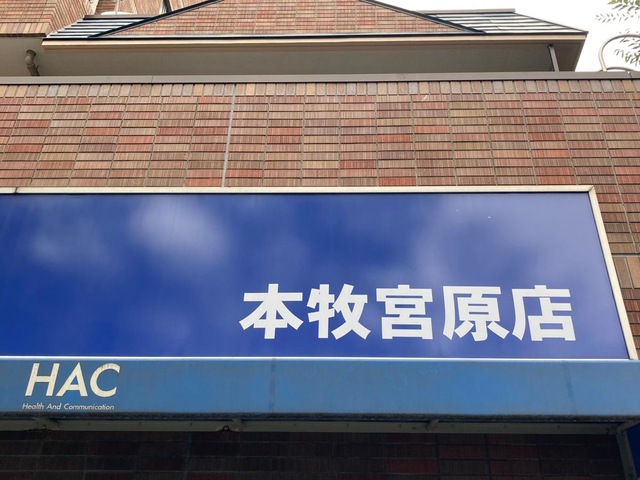 本牧宮原店
HAC
Health And Communication